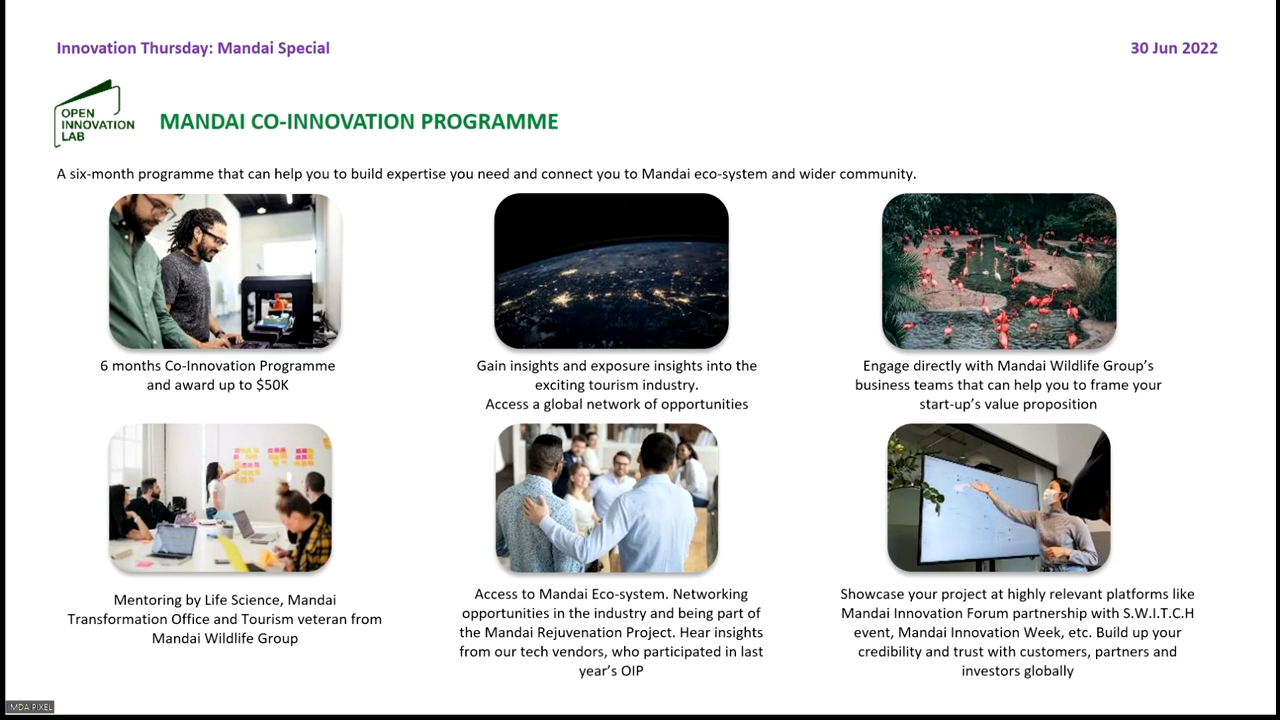 Innovation Thursday: Mandai Special
30 Jun 2022
OPEN
INNOVATION
LAB
MANDAI CO-INNOVATION PROGRAMME
A six-month programme that can help you to build expertise you need and connect you to Mandai eco-system and wider community.
6 months Co-Innovation Programme
and award up to $50K
Gain insights and exposure insights into the
exciting tourism industry.
Access a global network of opportunities
Engage directly with Mandai Wildlife Group's
business teams that can help you to frame your
start-up's value proposition
Mentoring by Life Science, Mandai
Transformation Office and Tourism veteran from
Mandai Wildlife Group
Access to Mandai Eco-system. Networking
opportunities in the industry and being part of
the Mandai Rejuvenation Project. Hear insights
from our tech vendors, who participated in last
year's OIP
Showcase your project at highly relevant platforms like
Mandai Innovation Forum partnership with S.W.I.T.C.H
event, Mandai Innovation Week, etc. Build up your
credibility and trust with customers, partners and
investors globally
IMDA PIXEL